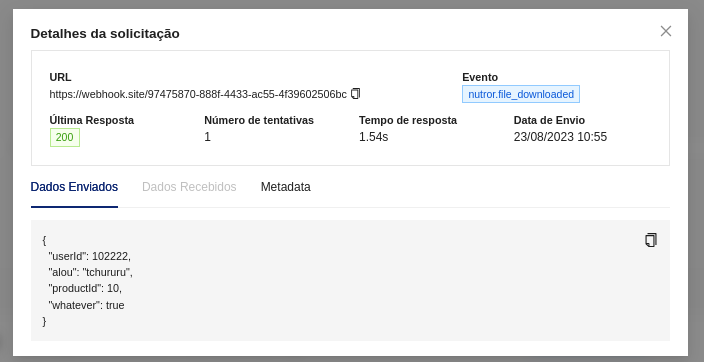 Detalhes da solicitação
URL
https://webhook.site/97475870-888f-4433-ac55-4f39602506bc
Evento
nutror.file_downloaded
Última Resposta
200
Número de tentativas
1
Tempo de resposta
1.54s
Data de Envio
23/08/2023 10:55
Dados Enviados
Dados Recebidos
Metadata
{
"userId": 102222,
"alou": "tchururu",
"productId": 10,
"whatever": true
}